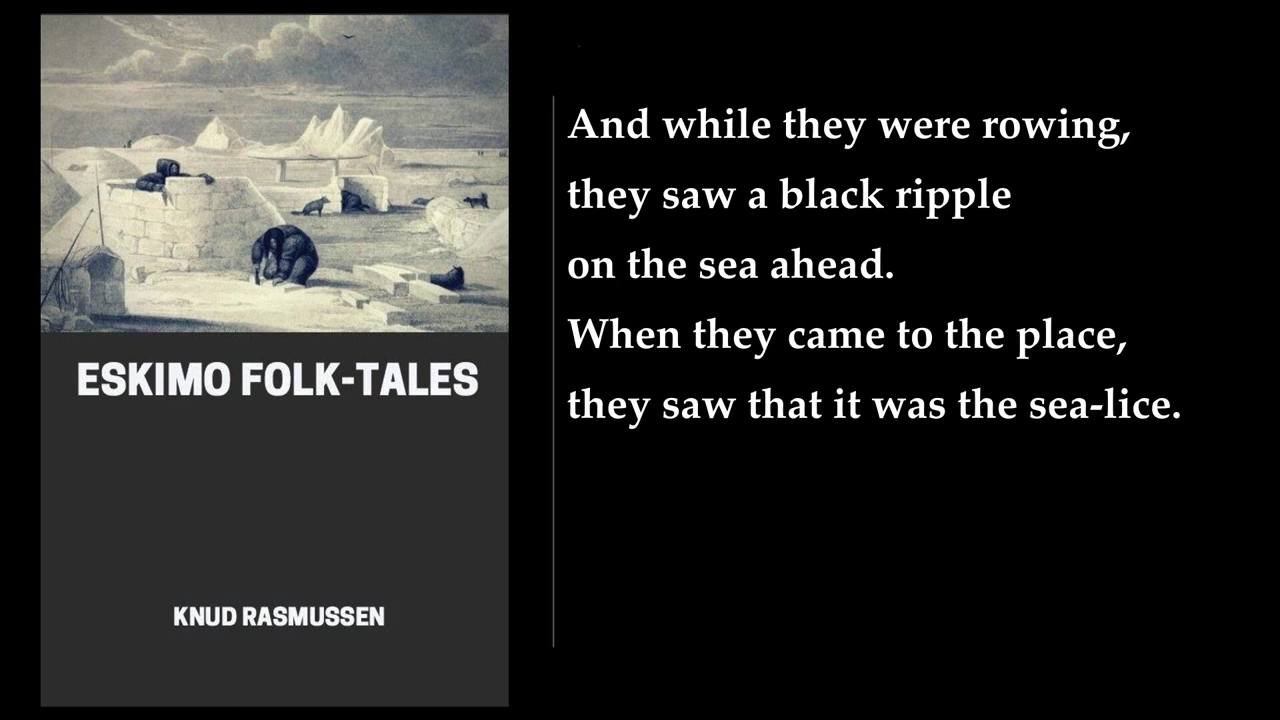 ESKIMO FOLK-TALES
KNUD RASMUSSEN
And while they were rowing,
they saw a black ripple
on the sea ahead.
When they came to the place,
they saw that it was the sea-lice.